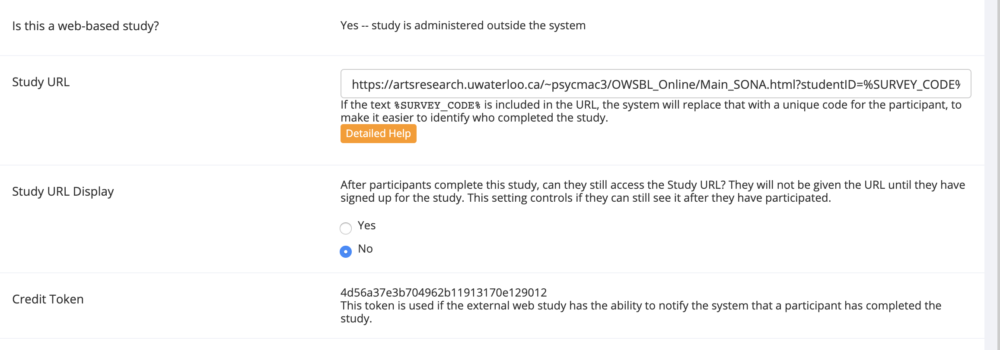 Is this a web-based study?
Yes -- study is administered outside the system
Study URL
https://artsresearch.uwaterloo.ca/~psycmac3/OWSBL_Online/Main_SONA.html?studentID=%SURVEY_CODE%
If the text %SURVEY_CODE% is included in the URL, the system will replace that with a unique code for the participant, to
make it easier to identify who completed the study.
Detailed Help
Study URL Display
After participants complete this study, can they still access the Study URL? They will not be given the URL until they have
signed up for the study. This setting controls if they can still see it after they have participated.
Yes
No
Credit Token
4d56a37e3b704962b11913170e129012
This token is used if the external web study has the ability to notify the system that a participant has completed the
study.